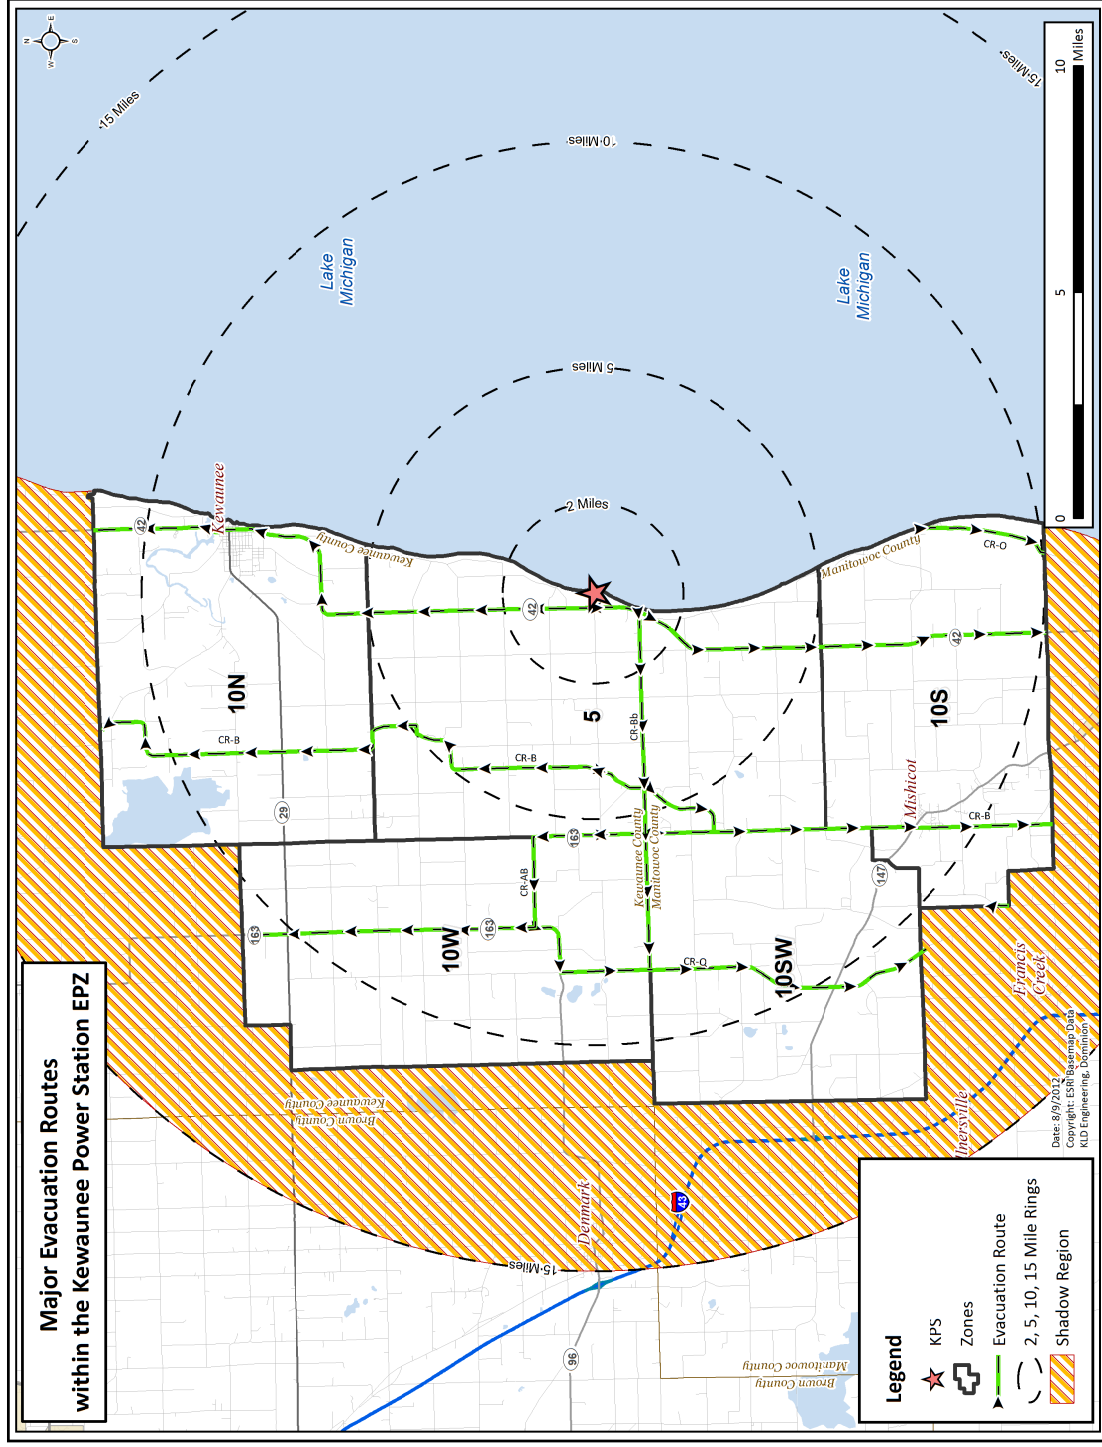 Major Evacuation Routes
within the Kewaunee Power Station EPZ
N
E
S
W
15 Miles
15 Miles
10 Miles
5 Miles
2 Miles
15 Miles
Lake
Michigan
Lake
Michigan
Kewaunee
Kewaunee County
Manitowoc County
42
42
42
10N
CR-B
29
5
CR-B
CR-Bb
Kewaunee County
Manitowoc County
163
CR-AB
163
163
10W
10SW
CR-Q
10S
Mishicot
CR-B
CR-O
147
Francis
Creek
Kewaunee County
Brown County
Denmark
43
96
Manitowoc County
Brown County
Date: 8/9/2012
Copyright: ESRI Basemap Data
KLD Engineering, Dominion
Legend
KPS
Zones
Evacuation Route
2, 5, 10, 15 Mile Rings
Shadow Region
0
5
10
Miles